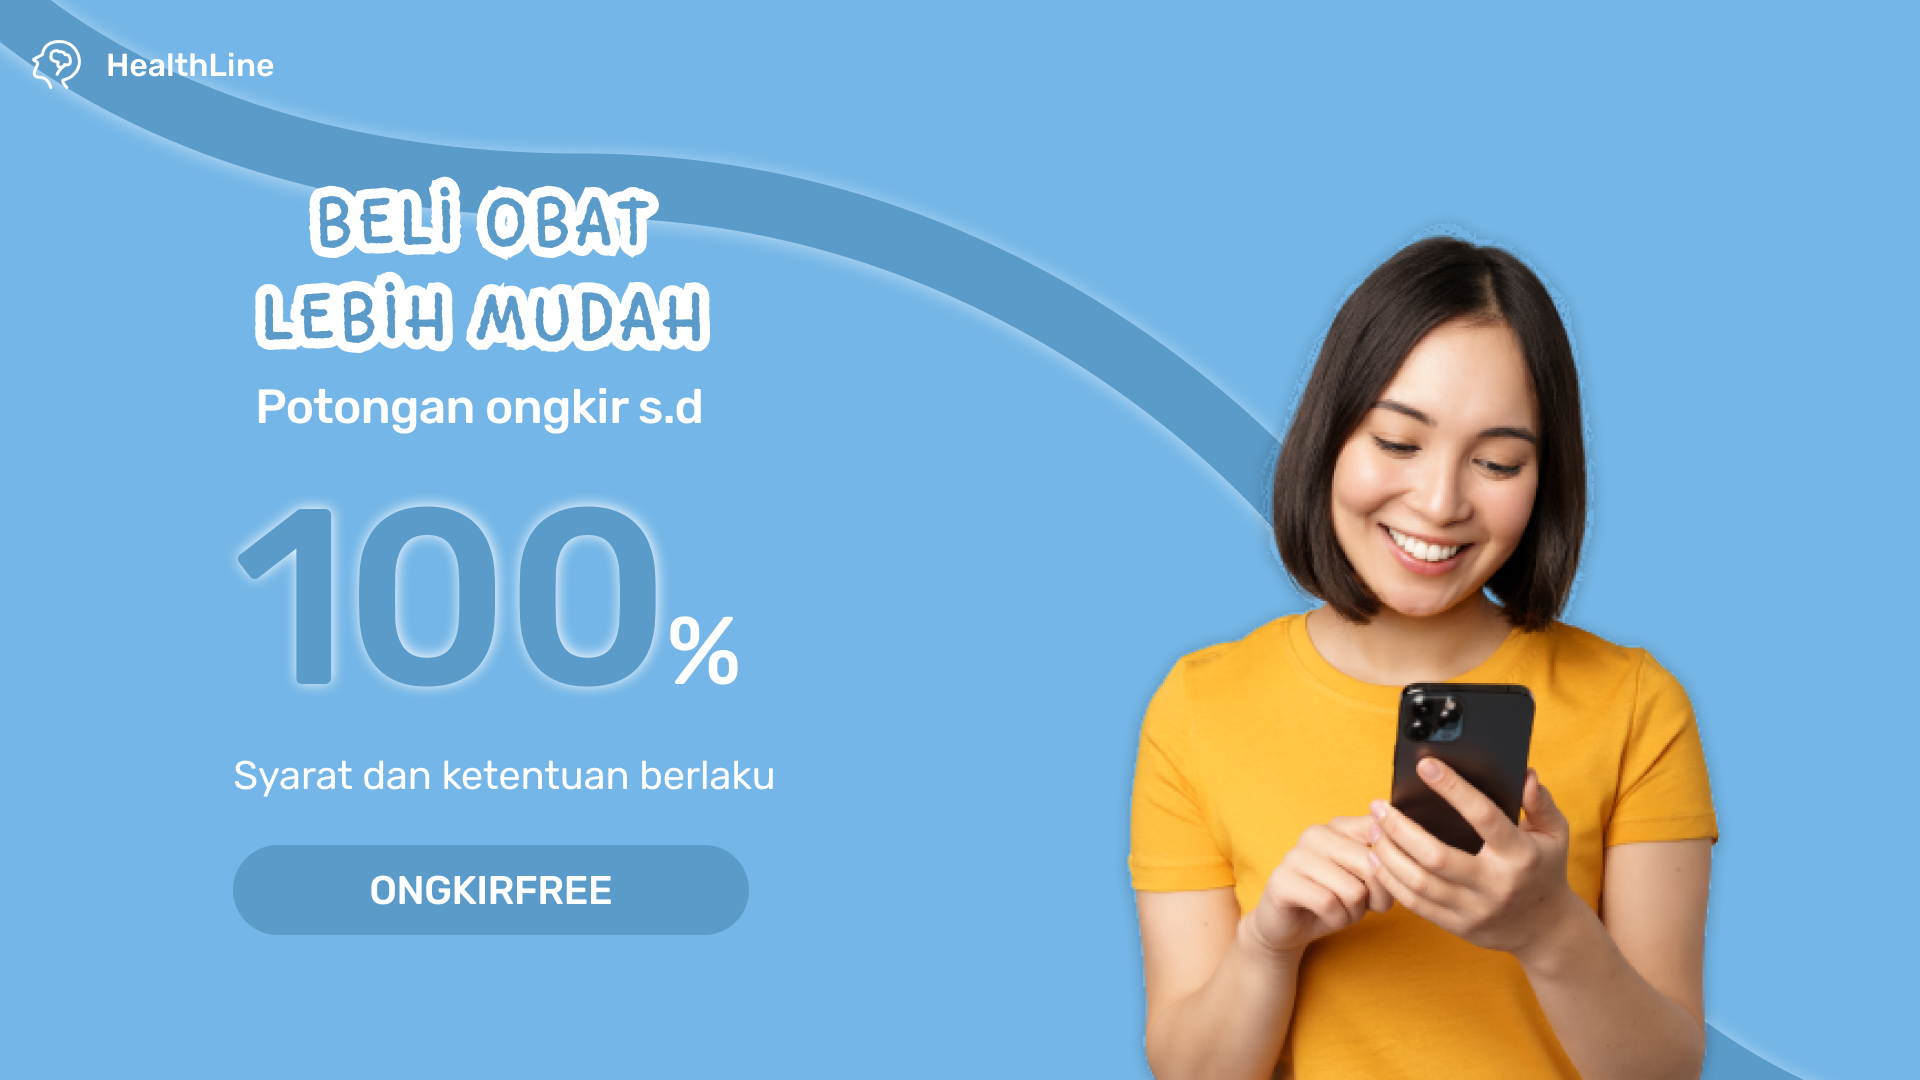 HealthLine
BELI OBAT
LEBIH MUDAH
Potongan ongkir s.d
100%
Syarat dan ketentuan berlaku
ONGKIRFREE